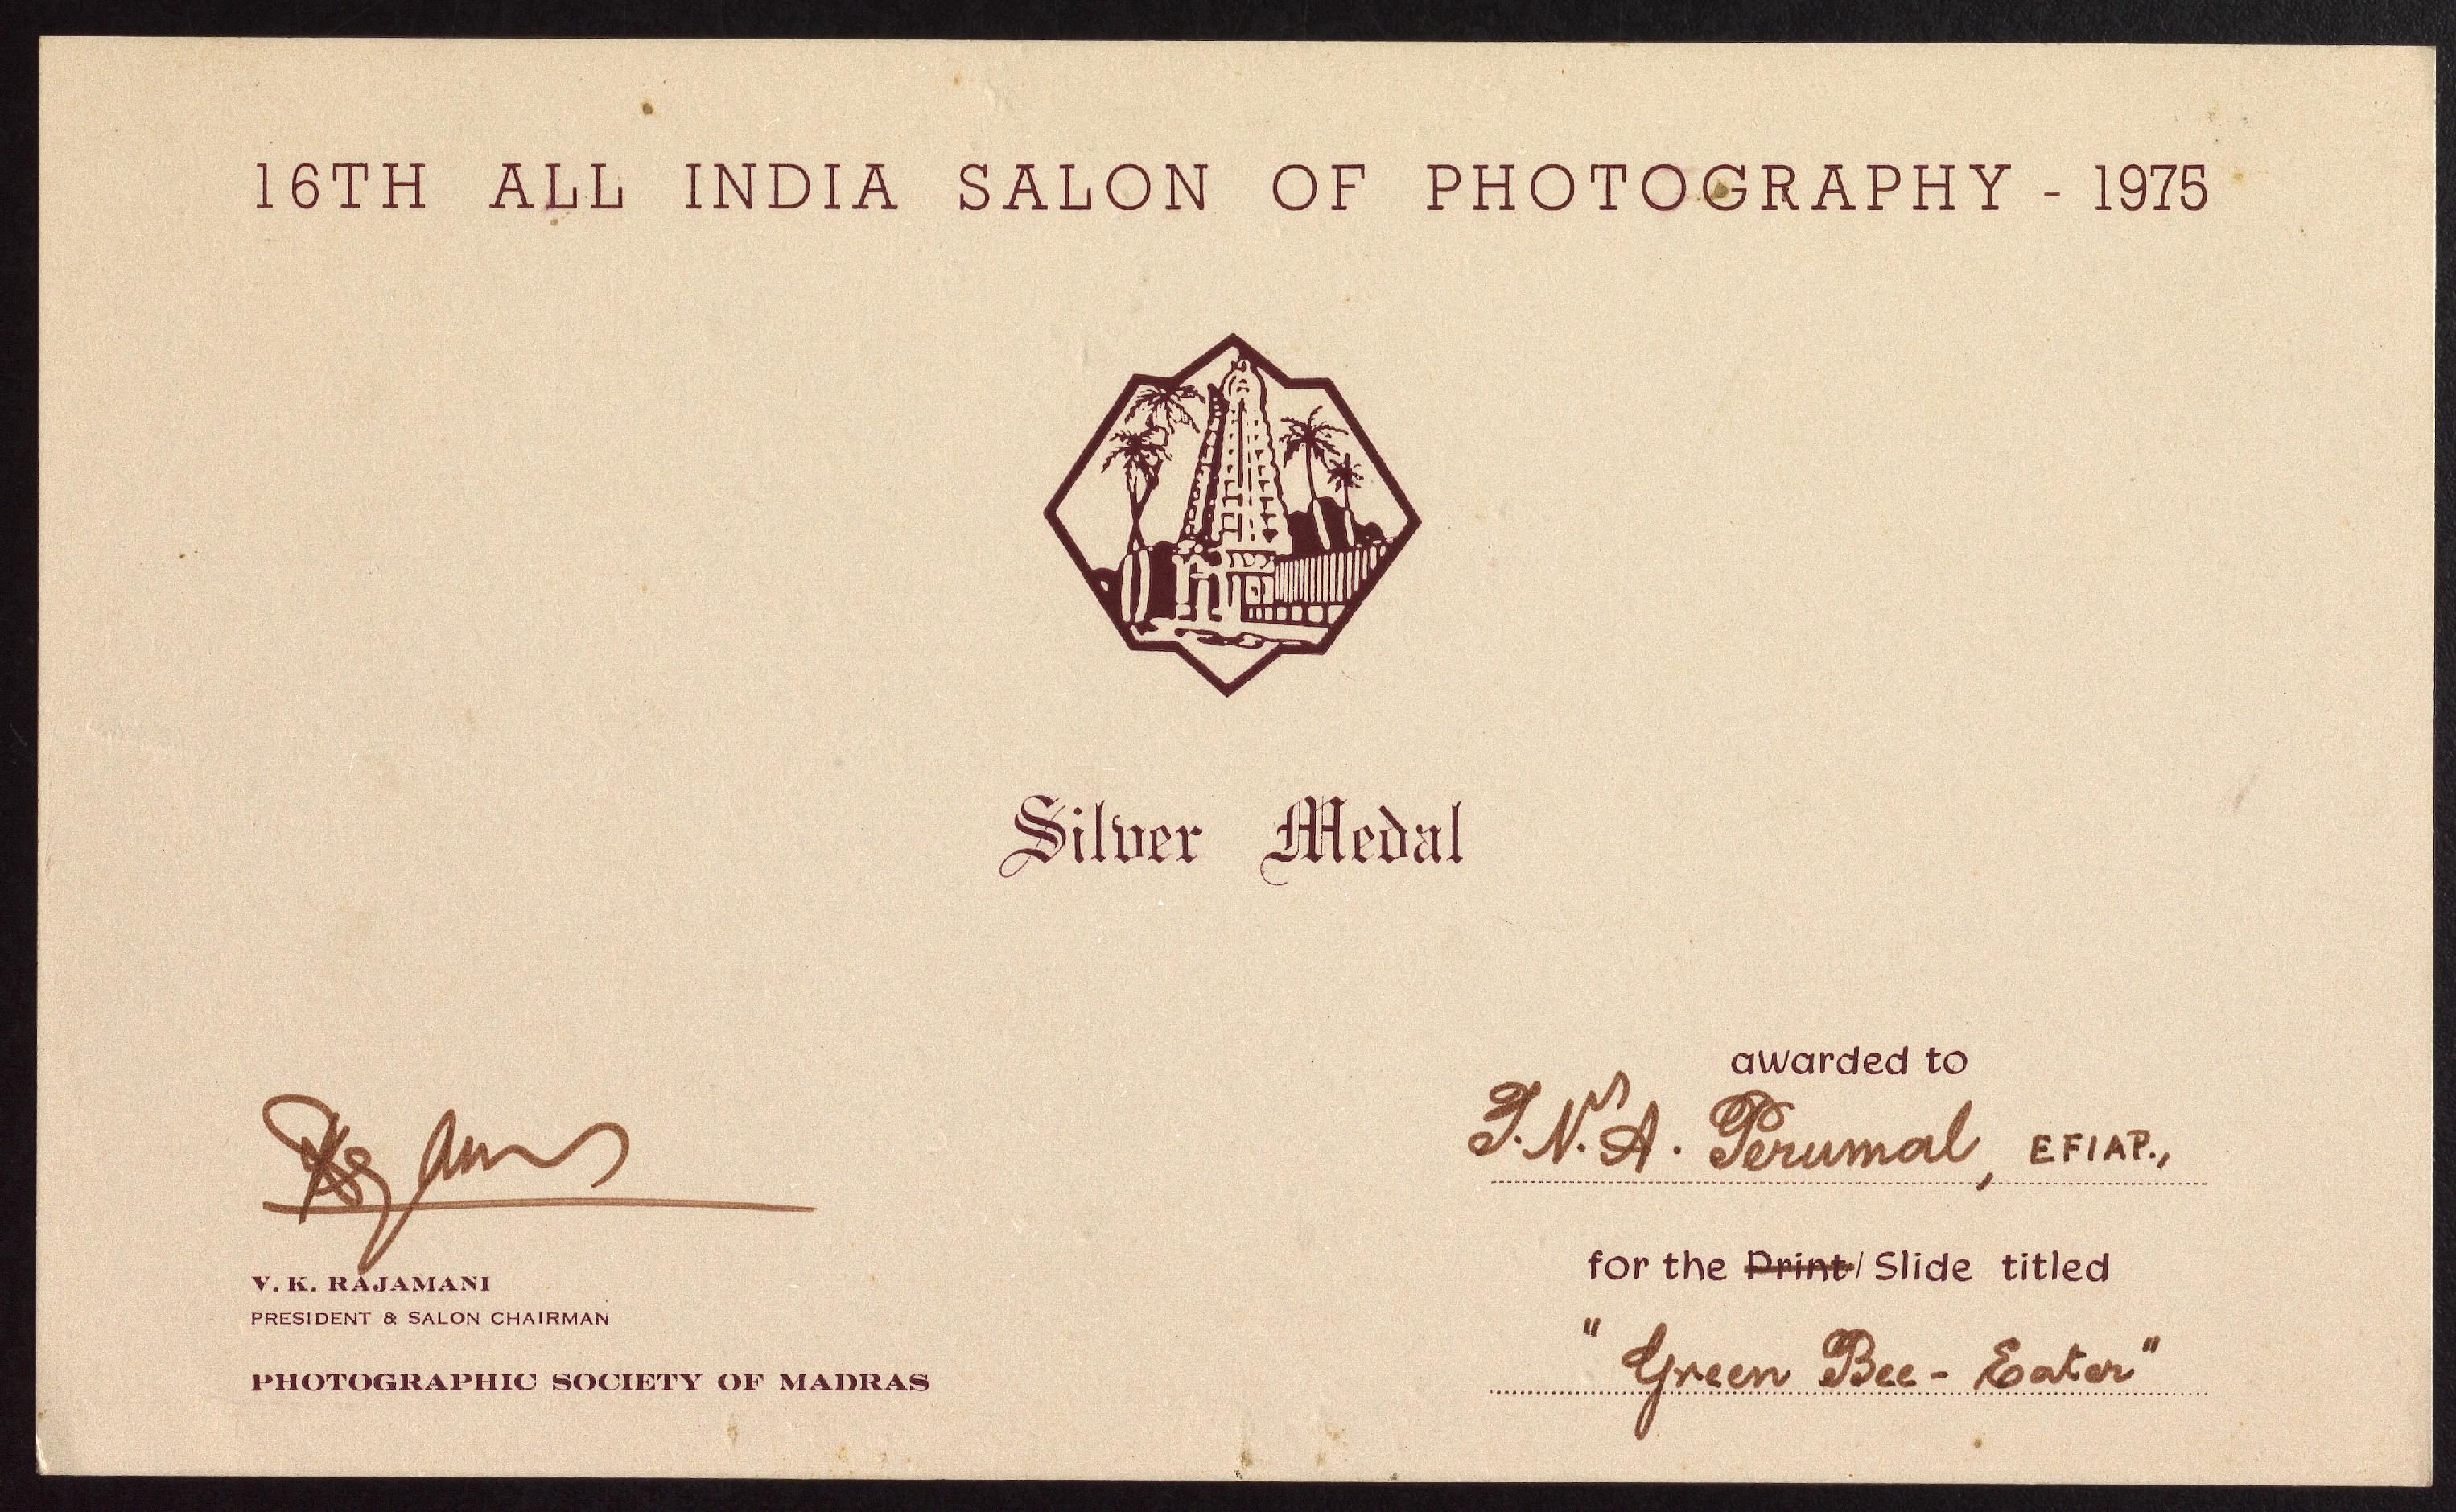 16TH ALL INDIA SALON OF PHOTOGRAPHY - 1975
Silver Medal
awarded to
T.N.A. Perumal, EFIAP.,
for the Print/Slide titled
"Green Bee-Eater"
V. K. RAJAMANI
PRESIDENT & SALON CHAIRMAN
PHOTOGRAPHIC SOCIETY OF MADRAS